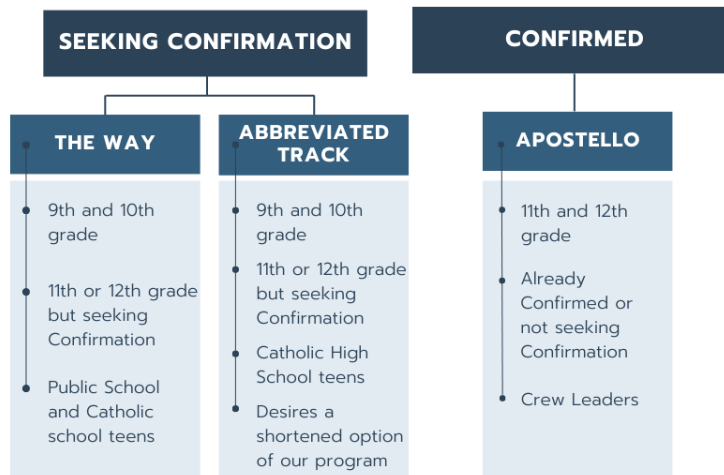 SEEKING CONFIRMATION
CONFIRMED
THE WAY
9th and 10th
grade
11th or 12th grade
but seeking
Confirmation
Public School
and Catholic
school teens
ABBREVIATED
TRACK
9th and 10th
grade
11th or 12th grade
but seeking
Confirmation
Catholic High
School teens
Desires a
shortened option
of our program
APOSTELLO
11th and 12th
grade
Already
Confirmed or
not seeking
Confirmation
Crew Leaders